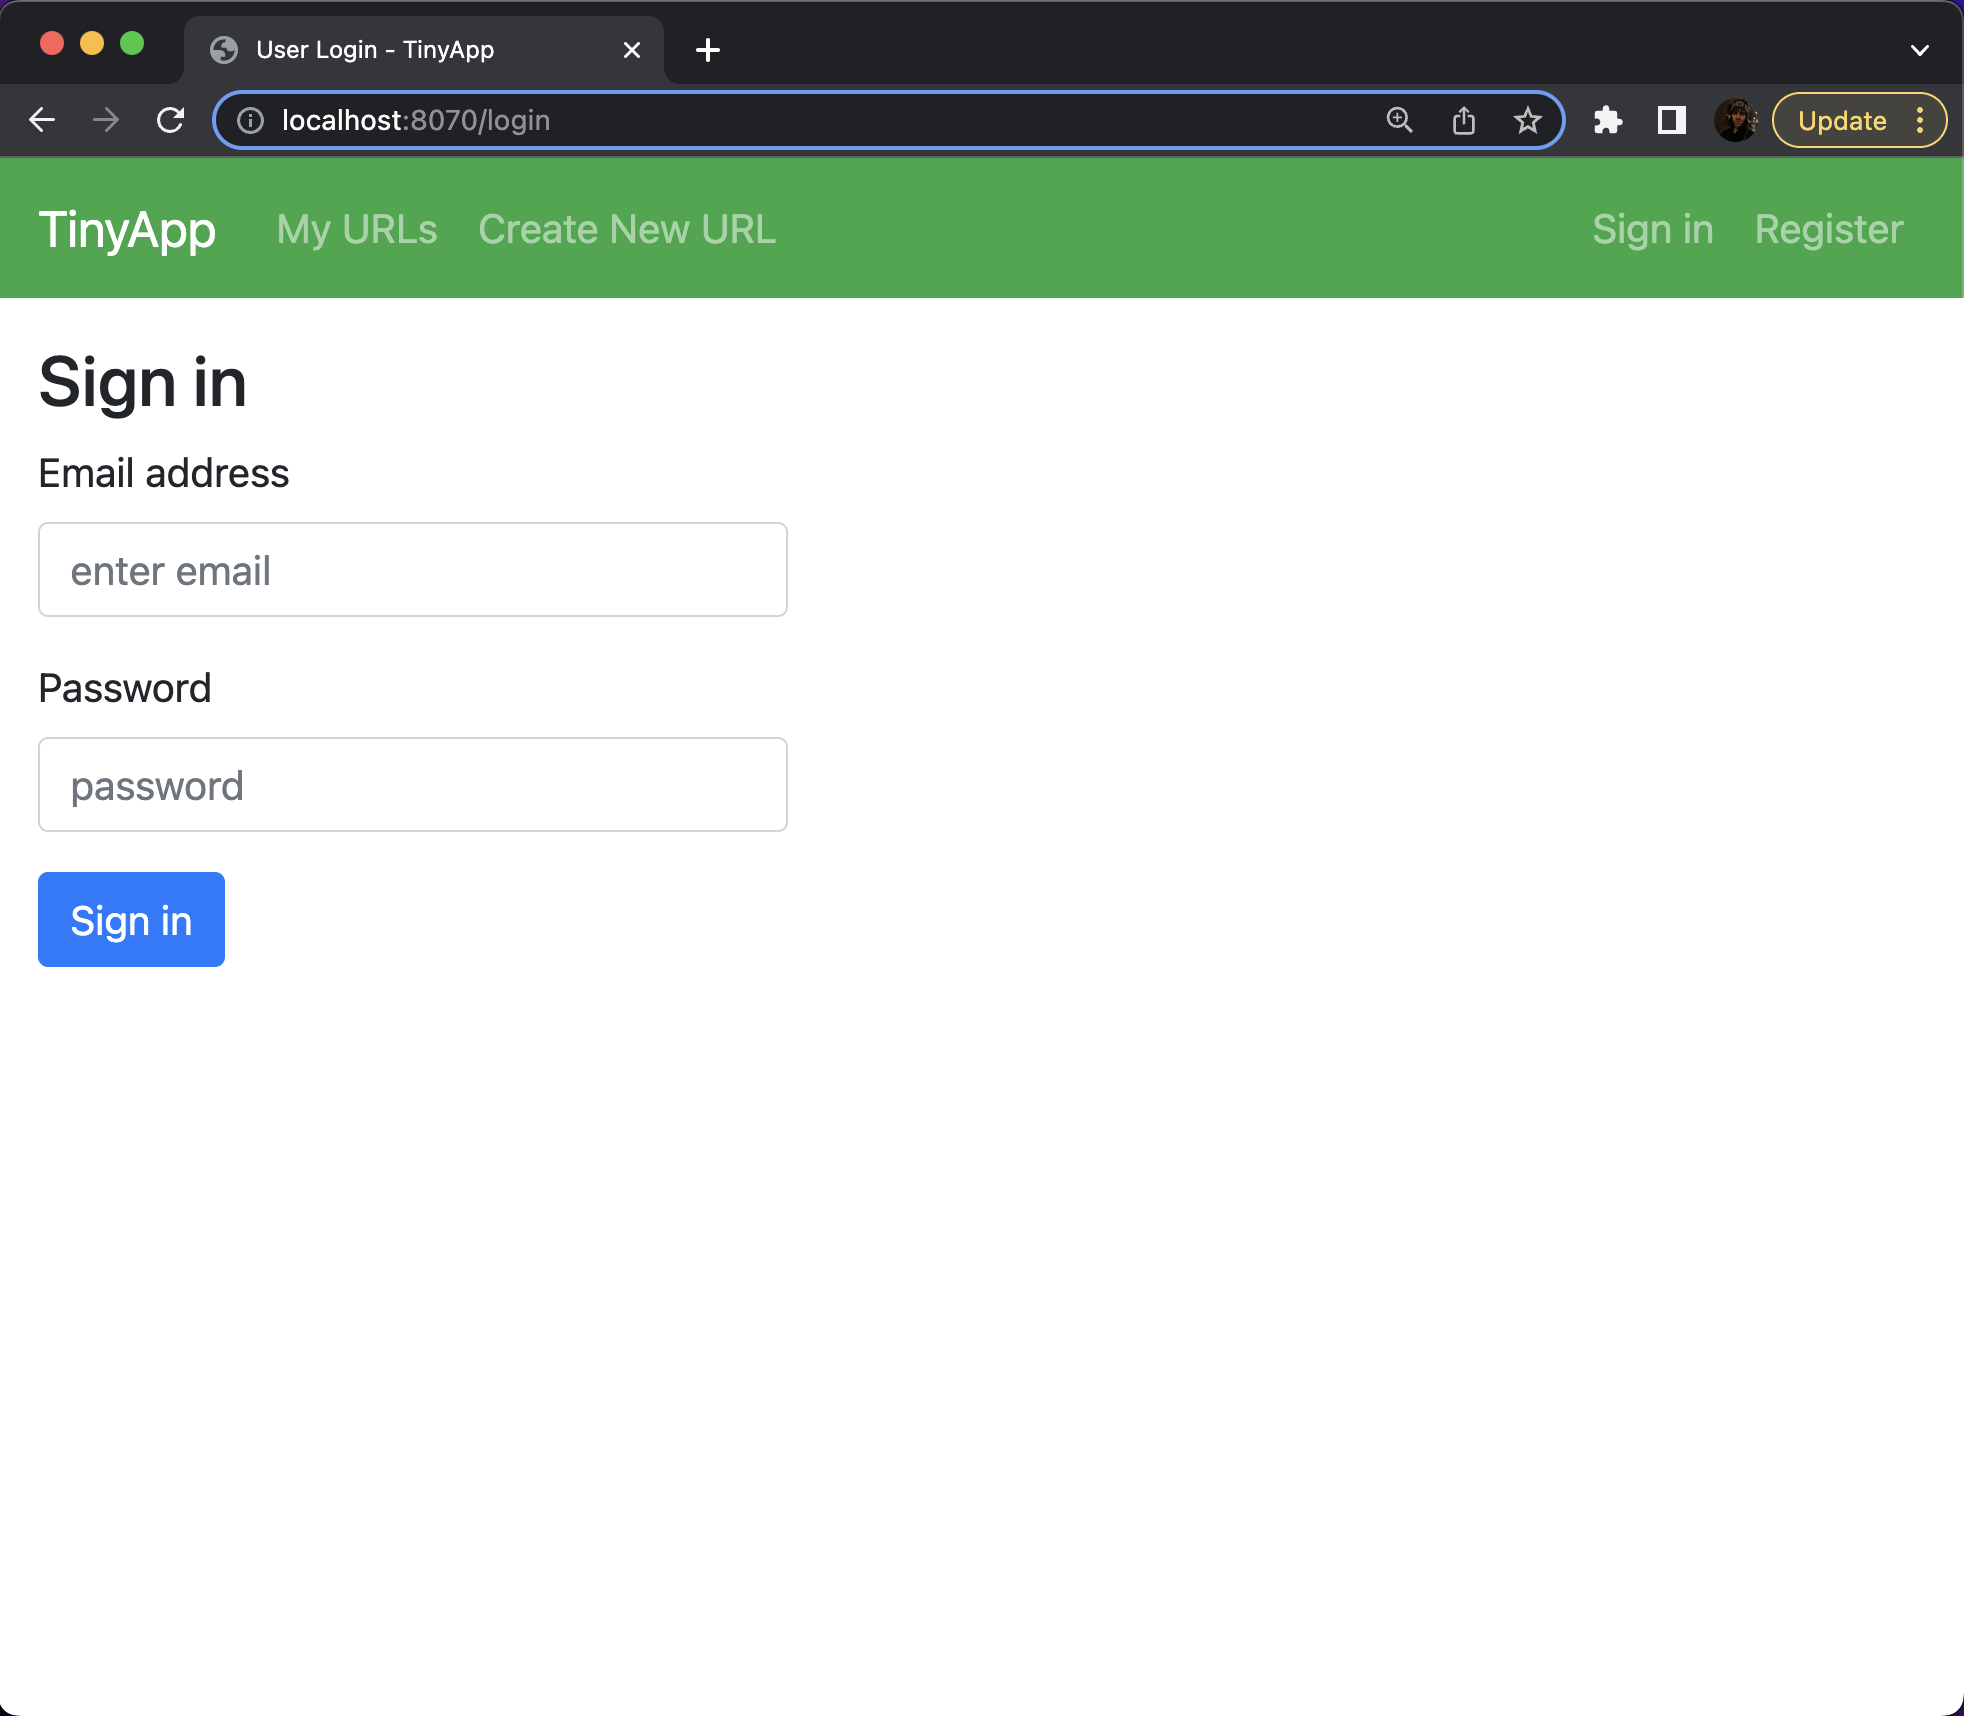 User Login - TinyApp
localhost:8070/login
Update
TinyApp My URLs Create New URL Sign in Register
Sign in
Email address
enter email
Password
password
Sign in